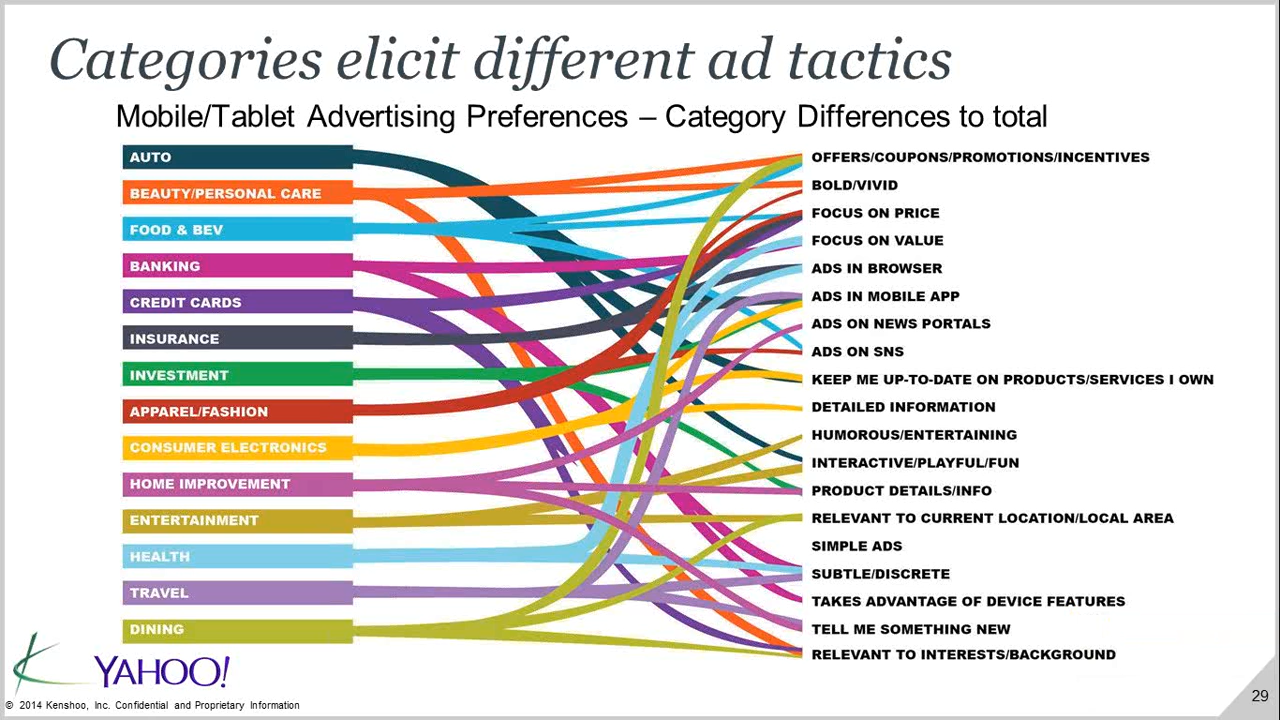 Categories elicit different ad tactics
Mobile/Tablet Advertising Preferences – Category Differences to total
AUTO
BEAUTY/PERSONAL CARE
FOOD & BEV
BANKING
CREDIT CARDS
INSURANCE
INVESTMENT
APPAREL/FASHION
CONSUMER ELECTRONICS
HOME IMPROVEMENT
ENTERTAINMENT
HEALTH
TRAVEL
DINING
OFFERS/COUPONS/PROMOTIONS/INCENTIVES
BOLD/VIVID
FOCUS ON PRICE
FOCUS ON VALUE
ADS IN BROWSER
ADS IN MOBILE APP
ADS ON NEWS PORTALS
ADS ON SNS
KEEP ME UP-TO-DATE ON PRODUCTS/SERVICES I OWN
DETAILED INFORMATION
HUMOROUS/ENTERTAINING
INTERACTIVE/PLAYFUL/FUN
PRODUCT DETAILS/INFO
RELEVANT TO CURRENT LOCATION/LOCAL AREA
SIMPLE ADS
SUBTLE/DISCRETE
TAKES ADVANTAGE OF DEVICE FEATURES
TELL ME SOMETHING NEW
RELEVANT TO INTERESTS/BACKGROUND
YAHOO!
© 2014 Kenshoo, Inc. Confidential and Proprietary Information
29